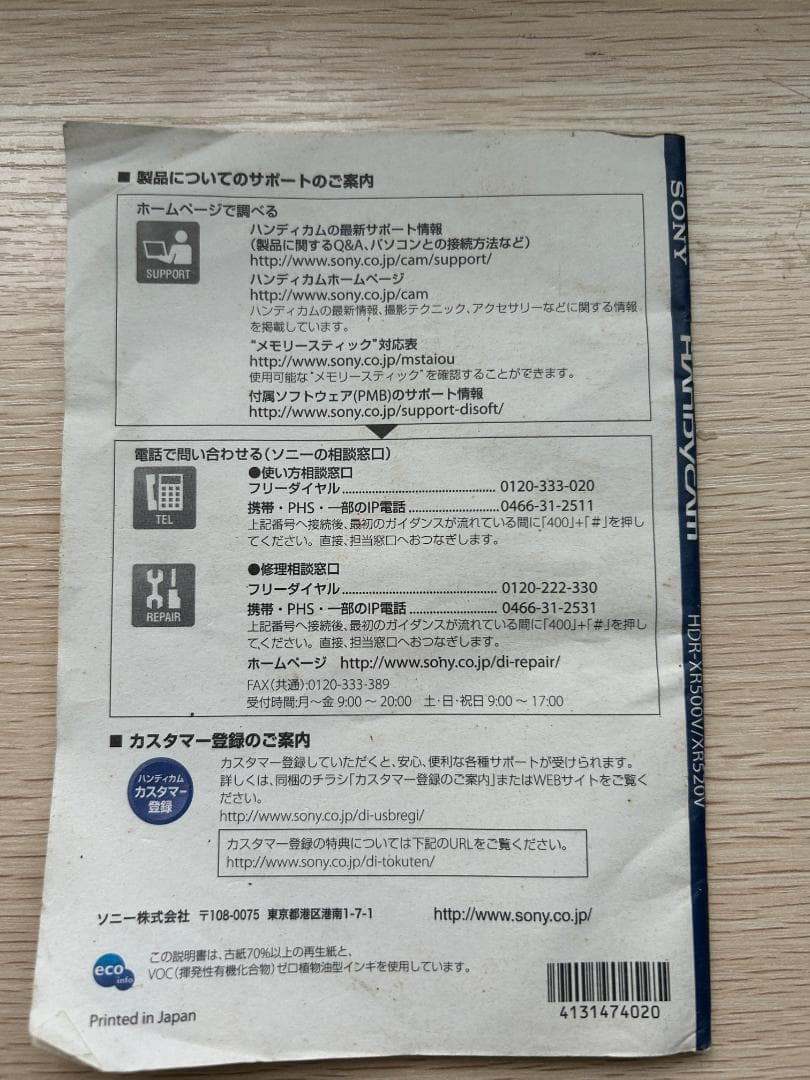 ■ 製品についてのサポートのご案内
ホームページで調べる
SUPPORT
ハンディカムの最新サポート情報
(製品に関するQ&A、パソコンとの接続方法など)
http://www.sony.co.jp/cam/support/
ハンディカムホームページ
http://www.sony.co.jp/cam
ハンディカムの最新情報、撮影テクニック、アクセサリーなどに関する情報
を掲載しています。
“メモリースティック”対応表
http://www.sony.co.jp/mstaiou
使用可能な“メモリースティック”を確認することができます。
付属ソフトウェア(PMB)のサポート情報
http://www.sony.co.jp/support-disoft/
電話で問い合わせる(ソニーの相談窓口)
TEL
●使い方相談窓口
フリーダイヤル.......................................... 0120-333-020
携帯・PHS・一部のIP電話........................ 0466-31-2511
上記番号へ接続後、最初のガイダンスが流れている間に「400」+「#」を押し
てください。直接、担当窓口へおつなぎします。
REPAIR
●修理相談窓口
フリーダイヤル.......................................... 0120-222-330
携帯・PHS・一部のIP電話........................ 0466-31-2531
上記番号へ接続後、最初のガイダンスが流れている間に「400」+「#」を押し
てください。直接、担当窓口へおつなぎします。
ホームページ http://www.sony.co.jp/di-repair/
FAX(共通):0120-333-389
受付時間:月～金 9:00 ～ 20:00 土・日・祝日 9:00 ～ 17:00
■ カスタマー登録のご案内
ハンディカム
カスタマー
登録
カスタマー登録していただくと、安心、便利な各種サポートが受けられます。
詳しくは、同梱のチラシ「カスタマー登録のご案内」またはWEBサイトをご覧く
ださい。
http://www.sony.co.jp/di-usbregi/
カスタマー登録の特典については下記のURLをご覧ください。
http://www.sony.co.jp/di-tokuten/
ソニー株式会社 〒108-0075 東京都港区港南1-7-1 http://www.sony.co.jp/
eco
info
この説明書は、古紙70%以上の再生紙と、
VOC(揮発性有機化合物)ゼロ植物油型インキを使用しています。
Printed in Japan
4131474020
SONY
HANDYCAM
HDR-XR500V/XR520V